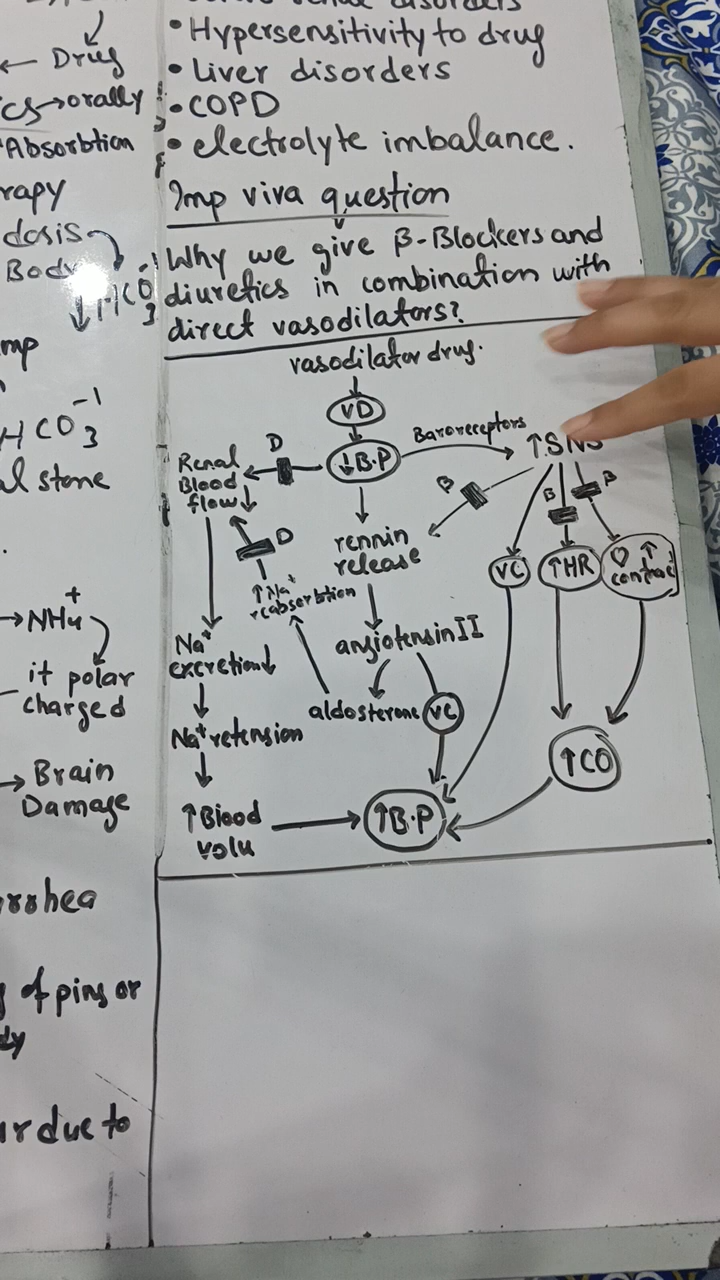 Drug
orally
Absorbtion
rapy
dosis
Body
↓HCO3-1
mp
HCO3-1
al stone
→NH4+
it polar
charged
→Brain
Damage
rrhea
of pins or
dy
due to
disorders
• Hypersensitivity to drug
• Liver disorders
• COPD
• electrolyte imbalance.
Imp viva question
Why we give β-Blockers and
diuretics in combination with
direct vasodilators?
vasodilator drug.
VD
↓B.P
Baroreceptors
↑SNS
D
Renal
Blood
flow↓
B
B
B
D
rennin
release
VC
↑HR
♡ ↑
contrac
↑Na+
reabsorbtion
Na+
excretion↓
angiotensin II
aldosterone
VC
Na+ retension
↑CO
↑Blood
volu
↑B.P